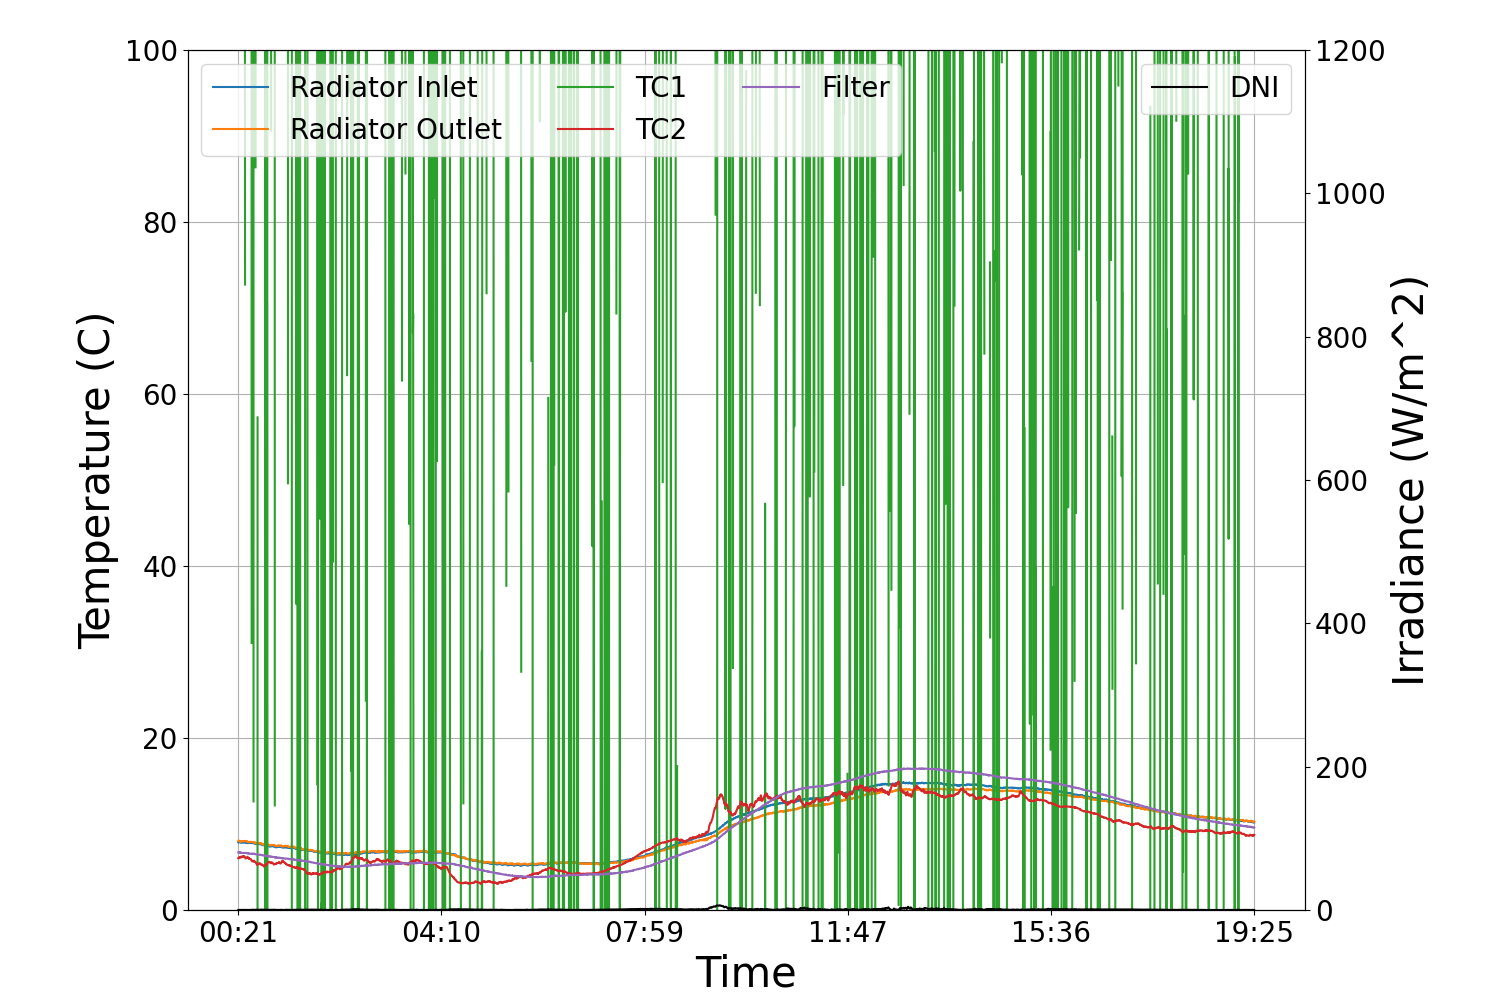 100
80
60
40
20
0
Temperature (C)
Radiator Inlet
Radiator Outlet
TC1
TC2
Filter
DNI
1200
1000
800
600
400
200
0
Irradiance (W/m^2)
00:21
04:10
07:59
11:47
15:36
19:25
Time